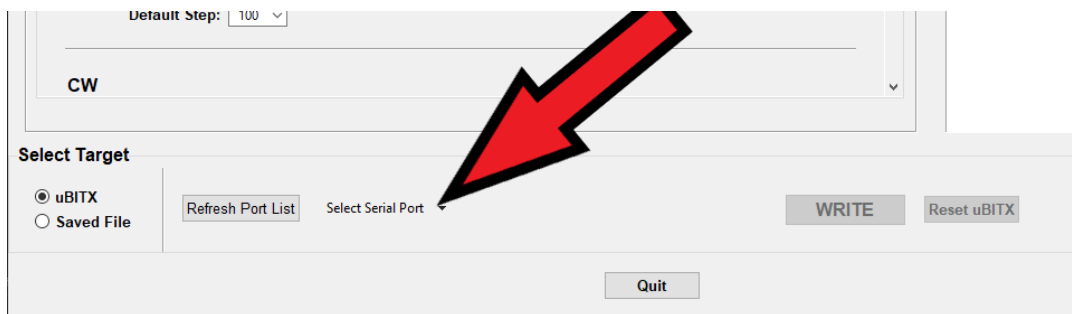 Default Step: 100
CW
Select Target
uBITX
Saved File
Refresh Port List
Select Serial Port
WRITE
Reset uBITX
Quit